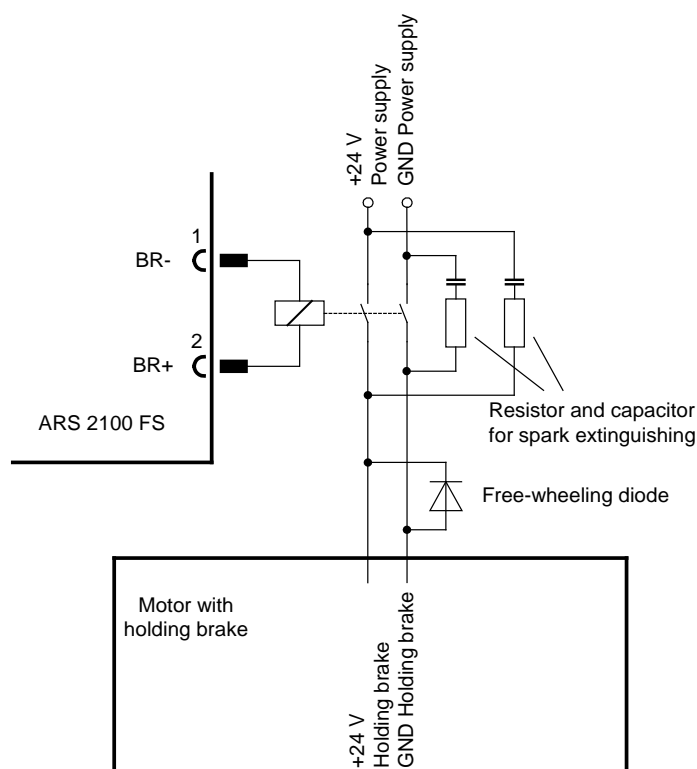 +24 V
Power supply
GND Power supply
1
BR-
2
BR+
ARS 2100 FS
Resistor and capacitor
for spark extinguishing
Free-wheeling diode
Motor with
holding brake
+24 V
Holding brake
GND Holding brake